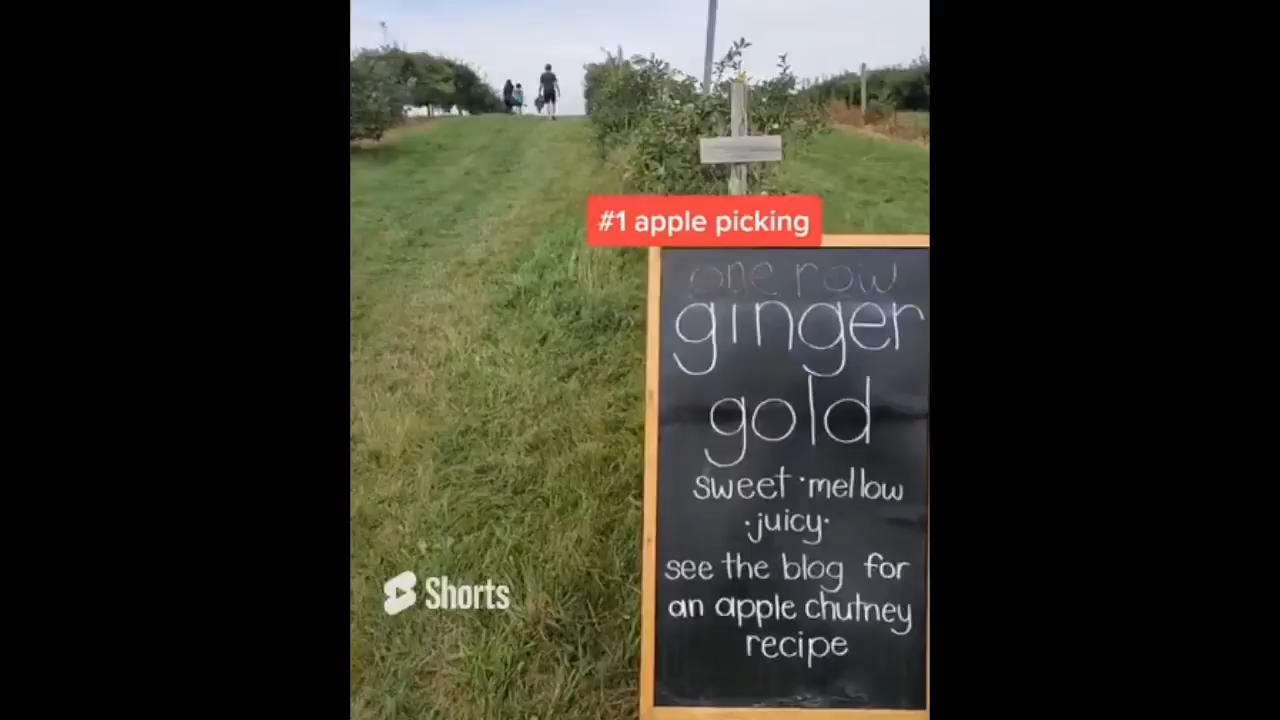 #1 apple picking
one row
ginger
gold
sweet · mellow
· juicy ·
see the blog for
an apple chutney
recipe
Shorts